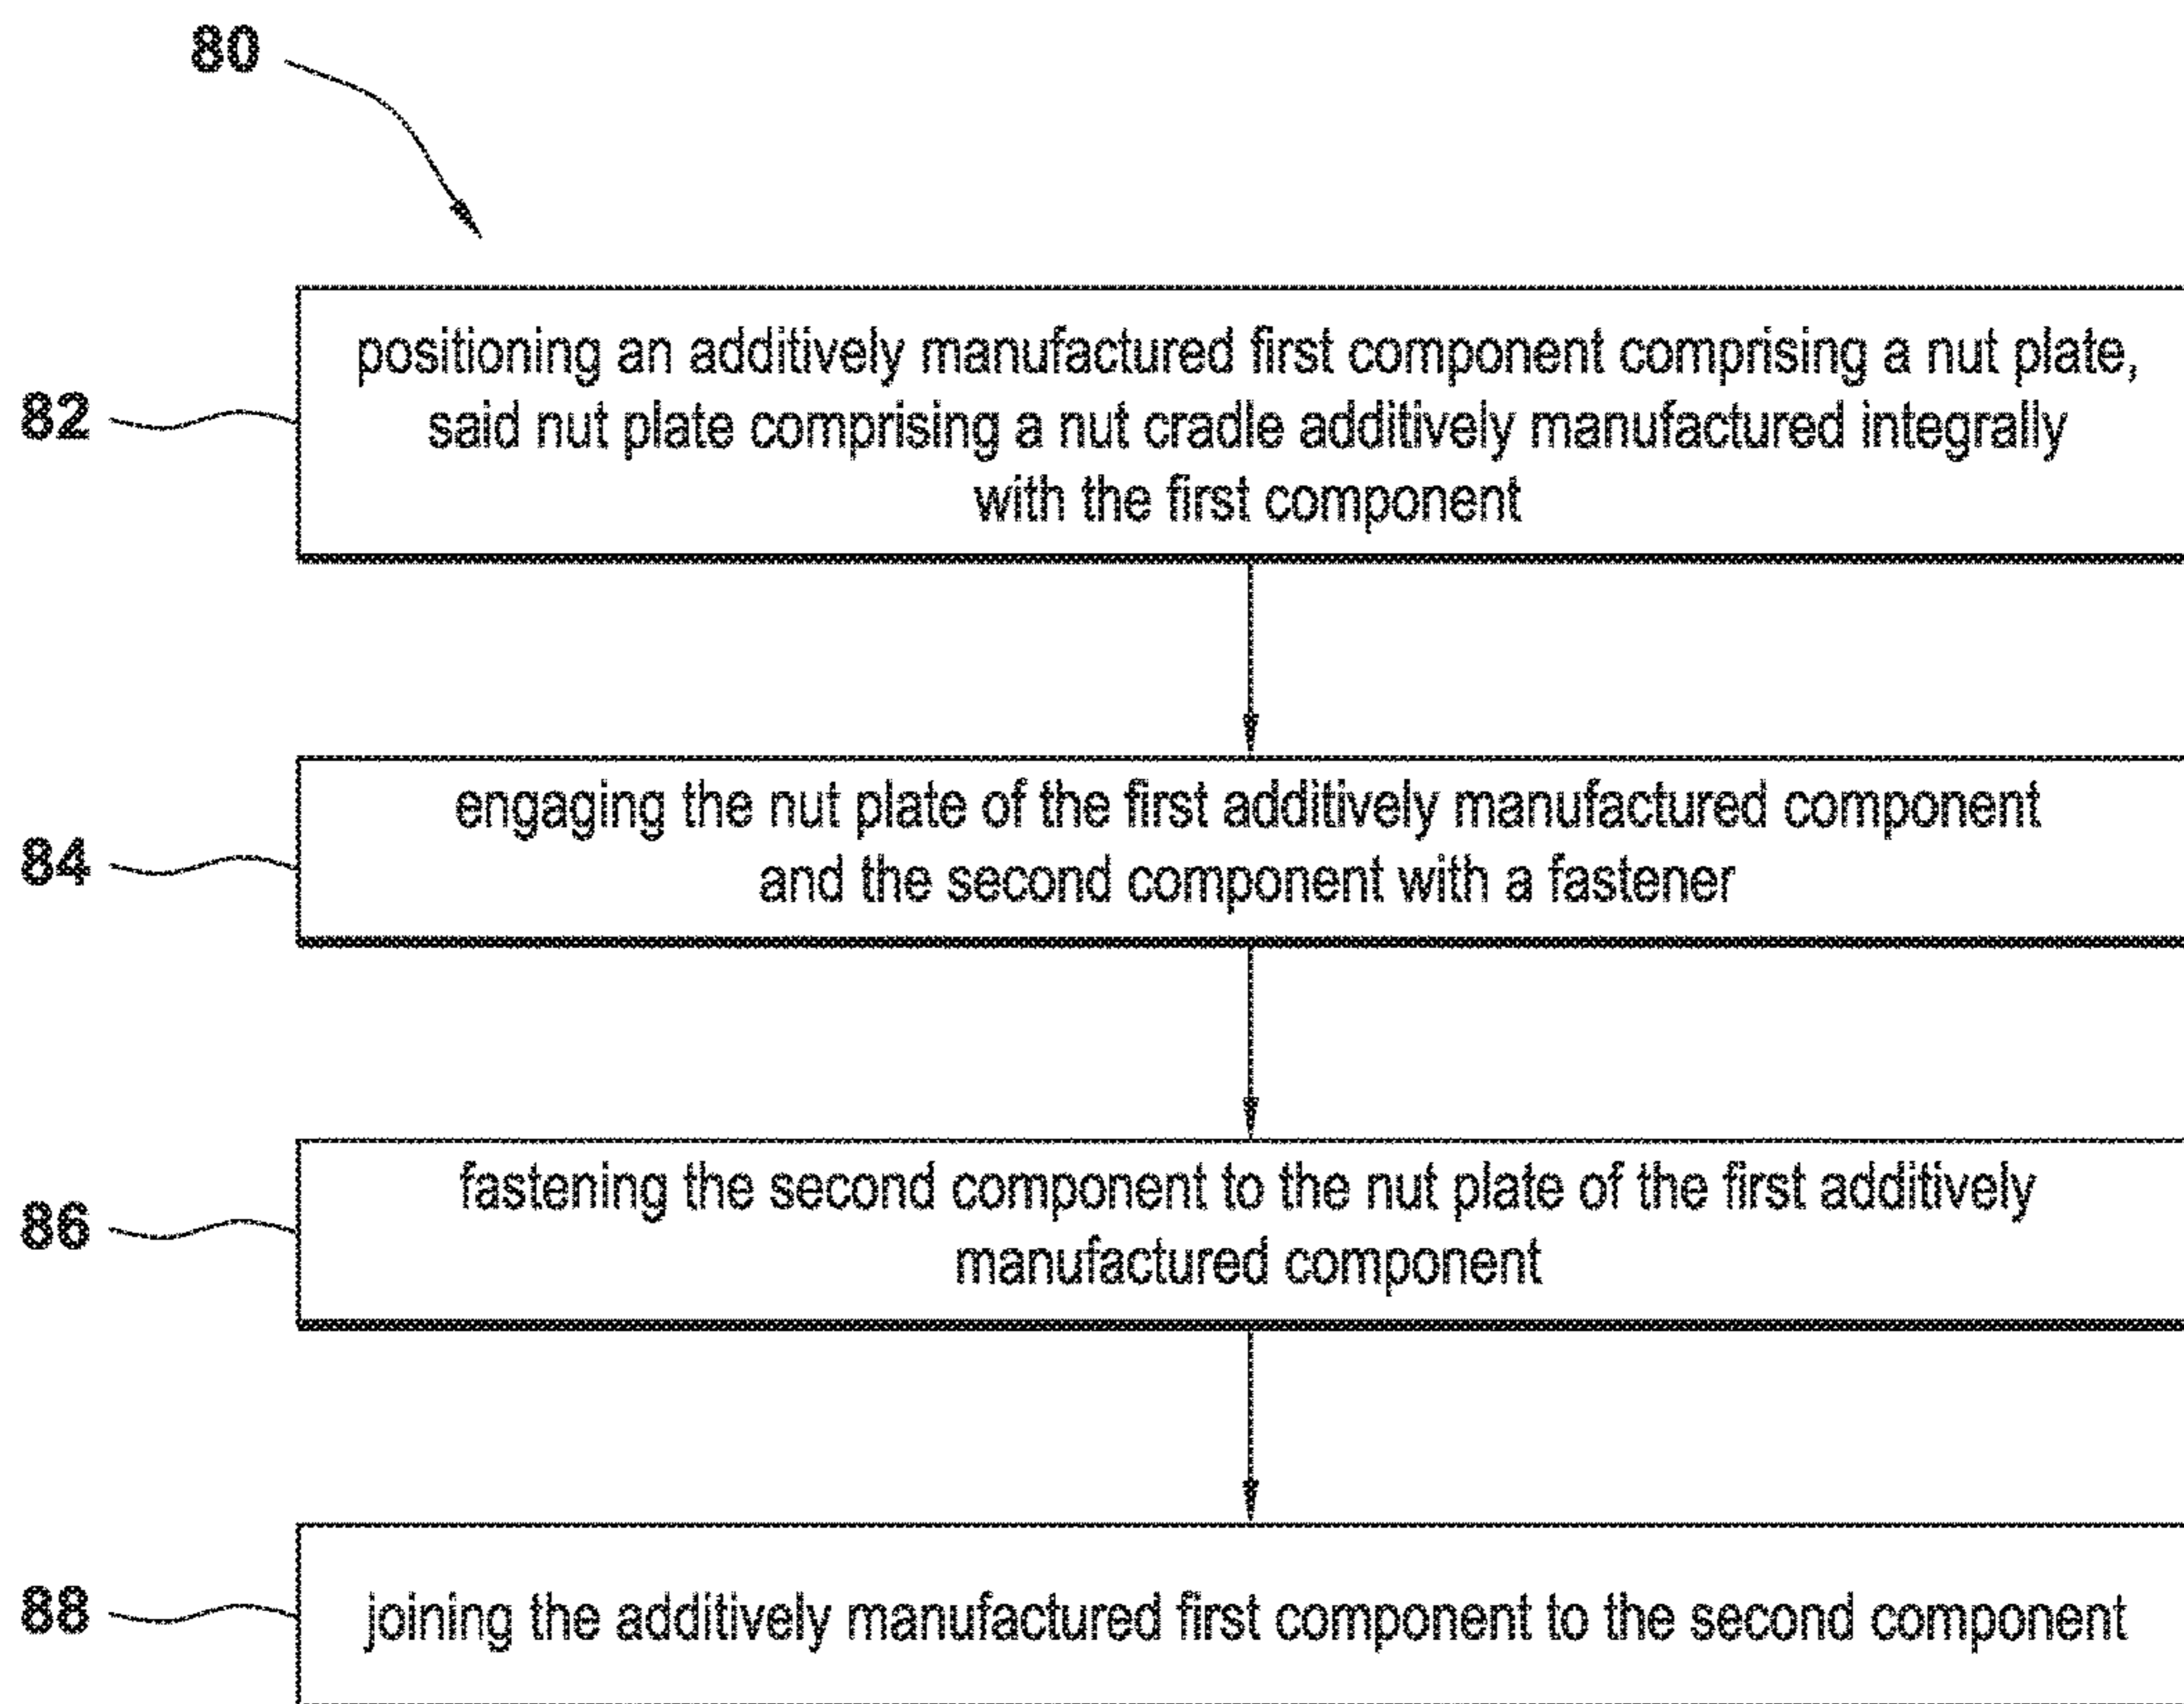 80
82
positioning an additively manufactured first component comprising a nut plate,
said nut plate comprising a nut cradle additively manufactured integrally
with the first component
84
engaging the nut plate of the first additively manufactured component
and the second component with a fastener
86
fastening the second component to the nut plate of the first additively
manufactured component
88
joining the additively manufactured first component to the second component